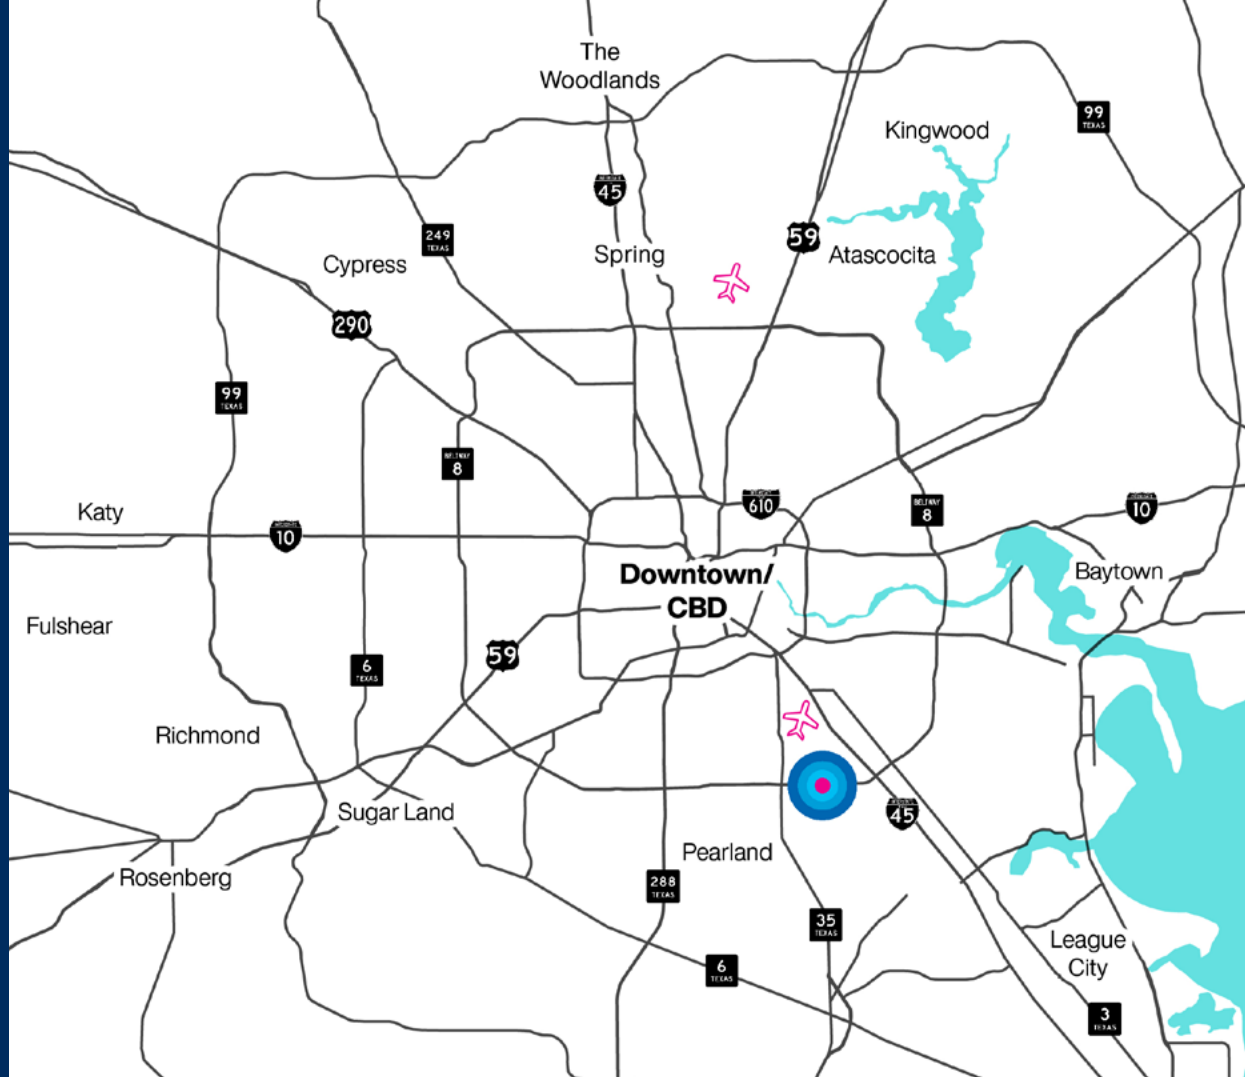 The
Woodlands
99
TEXAS
Kingwood
45
59
249
TEXAS
Spring
Atascocita
Cypress
290
99
TEXAS
BELTWAY
8
610
BELTWAY
8
10
Katy
10
Downtown/
CBD
Baytown
Fulshear
59
6
TEXAS
Richmond
Sugar Land
45
Pearland
Rosenberg
288
TEXAS
35
TEXAS
League
City
6
TEXAS
3
TEXAS